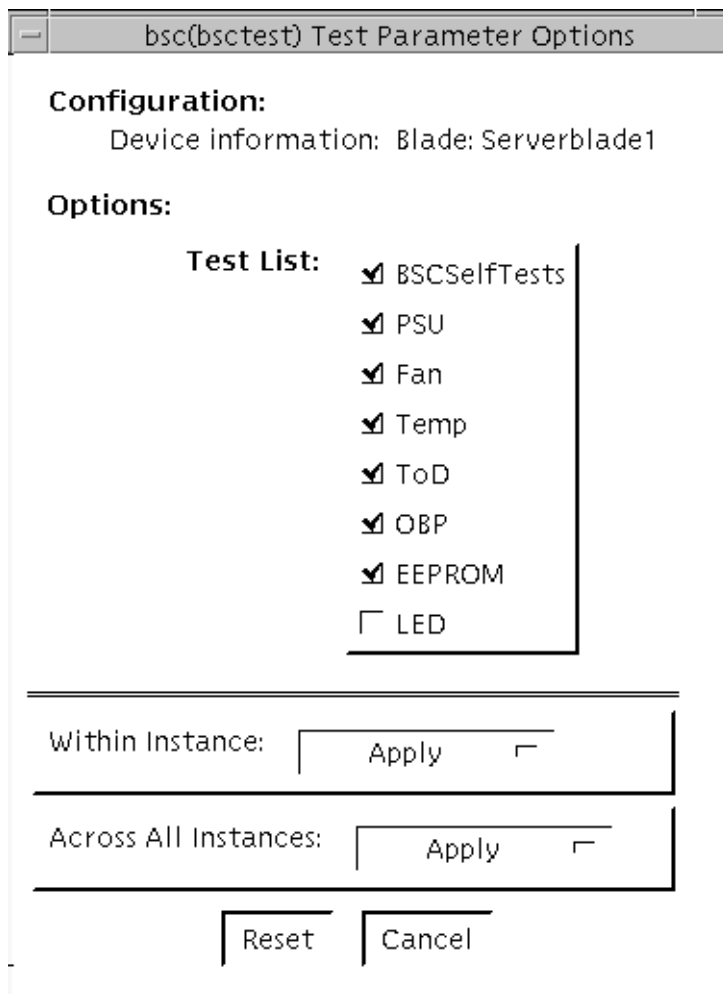 bsc(bsctest) Test Parameter Options
Configuration:
Device information: Blade: Serverblade1
Options:
Test List:
BSCSelfTests
PSU
Fan
Temp
ToD
OBP
EEPROM
LED
Within Instance: Apply
Across All Instances: Apply
Reset Cancel